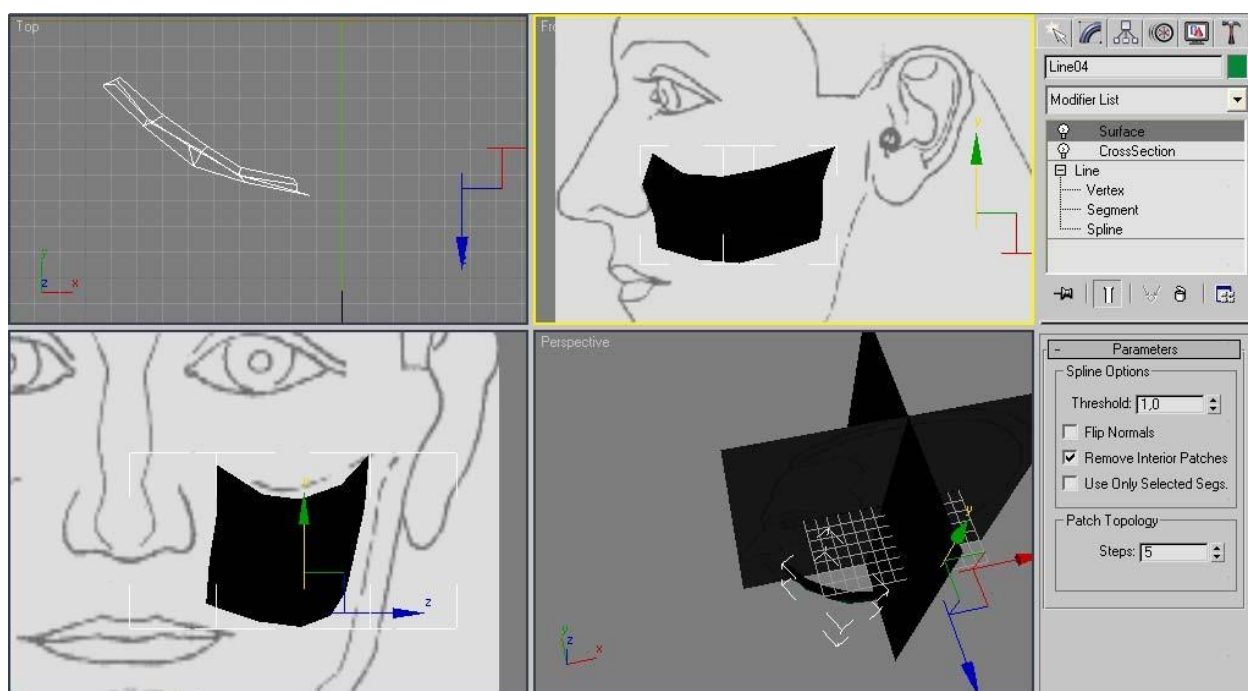 Top
Line04
Modifier List
Surface
CrossSection
Line
Vertex
Segment
Spline
Perspective
Parameters
Spline Options
Threshold: 1,0
Flip Normals
Remove Interior Patches
Use Only Selected Segs.
Patch Topology
Steps: 5
y
z x
y
z
y
y
z x